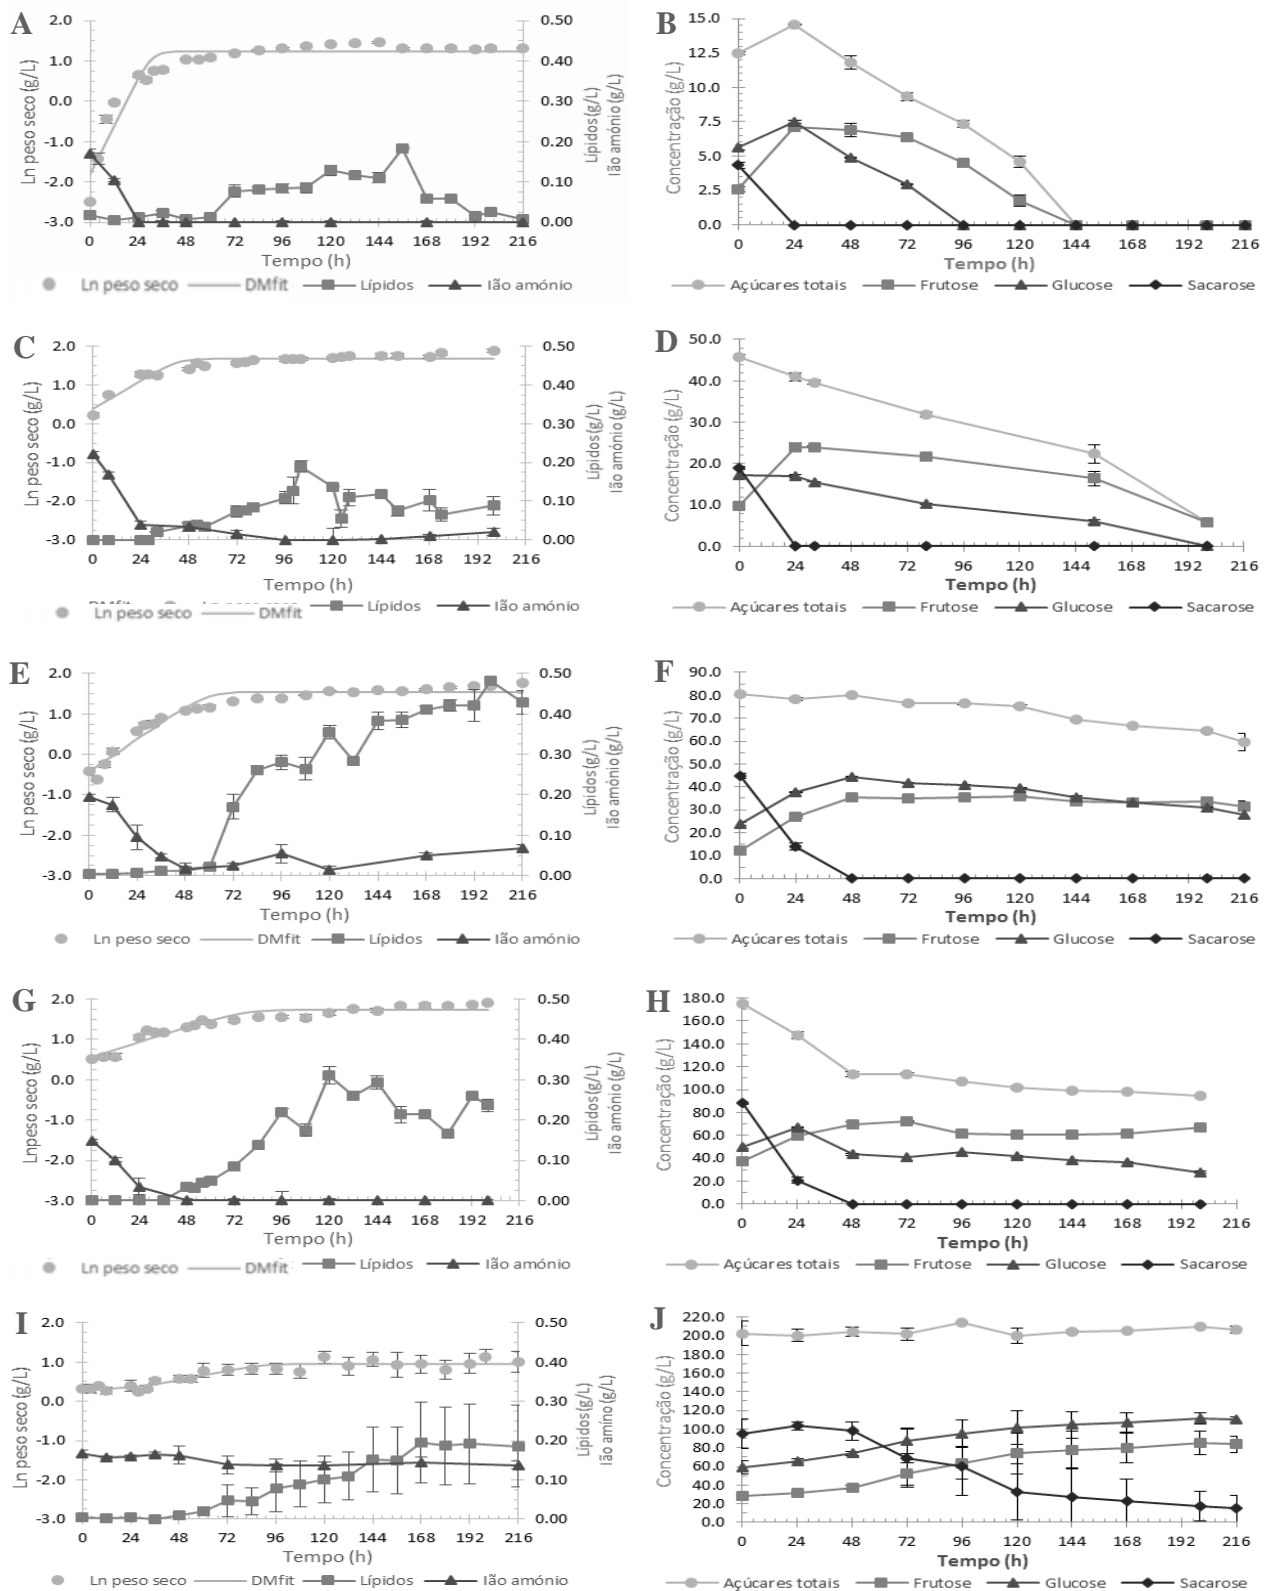 A
2.0
1.0
0.0
-1.0
-2.0
-3.0
Ln peso seco (g/L)
0.50
0.40
0.30
0.20
0.10
0.00
Lípidos(g/L)
Ião amónio (g/L)
0 24 48 72 96 120 144 168 192 216
Tempo (h)
Ln peso seco DMfit Lípidos Ião amónio
B
15.0
12.5
10.0
7.5
5.0
2.5
0.0
Concentração (g/L)
0 24 48 72 96 120 144 168 192 216
Tempo (h)
Açúcares totais Frutose Glucose Sacarose
C
2.0
1.0
0.0
-1.0
-2.0
-3.0
Ln peso seco (g/L)
0.50
0.40
0.30
0.20
0.10
0.00
Lípidos(g/L)
Ião amónio (g/L)
0 24 48 72 96 120 144 168 192 216
Tempo (h)
Ln peso seco DMfit Lípidos Ião amónio
D
50.0
40.0
30.0
20.0
10.0
0.0
Concentração (g/L)
0 24 48 72 96 120 144 168 192 216
Tempo (h)
Açúcares totais Frutose Glucose Sacarose
E
2.0
1.0
0.0
-1.0
-2.0
-3.0
Ln peso seco (g/L)
0.50
0.40
0.30
0.20
0.10
0.00
Lípidos(g/L)
Ião amónio (g/L)
0 24 48 72 96 120 144 168 192 216
Tempo (h)
Ln peso seco DMfit Lípidos Ião amónio
F
90.0
80.0
70.0
60.0
50.0
40.0
30.0
20.0
10.0
0.0
Concentração (g/L)
0 24 48 72 96 120 144 168 192 216
Tempo (h)
Açúcares totais Frutose Glucose Sacarose
G
2.0
1.0
0.0
-1.0
-2.0
-3.0
Lnpeso seco (g/L)
0.50
0.40
0.30
0.20
0.10
0.00
Lípidos(g/L)
Ião amónio (g/L)
0 24 48 72 96 120 144 168 192 216
Tempo (h)
Ln peso seco DMfit Lípidos Ião amónio
H
180.0
160.0
140.0
120.0
100.0
80.0
60.0
40.0
20.0
0.0
Concentração (g/L)
0 24 48 72 96 120 144 168 192 216
Tempo (h)
Açúcares totais Frutose Glucose Sacarose
I
2.0
1.0
0.0
-1.0
-2.0
-3.0
Ln peso seco (g/L)
0.50
0.40
0.30
0.20
0.10
0.00
Lípidos(g/L)
Ião amino (g/L)
0 24 48 72 96 120 144 168 192 216
Tempo (h)
Ln peso seco DMfit Lípidos Ião amónio
J
220.0
200.0
180.0
160.0
140.0
120.0
100.0
80.0
60.0
40.0
20.0
0.0
Concentração (g/L)
0 24 48 72 96 120 144 168 192 216
Tempo (h)
Açúcares totais Frutose Glucose Sacarose